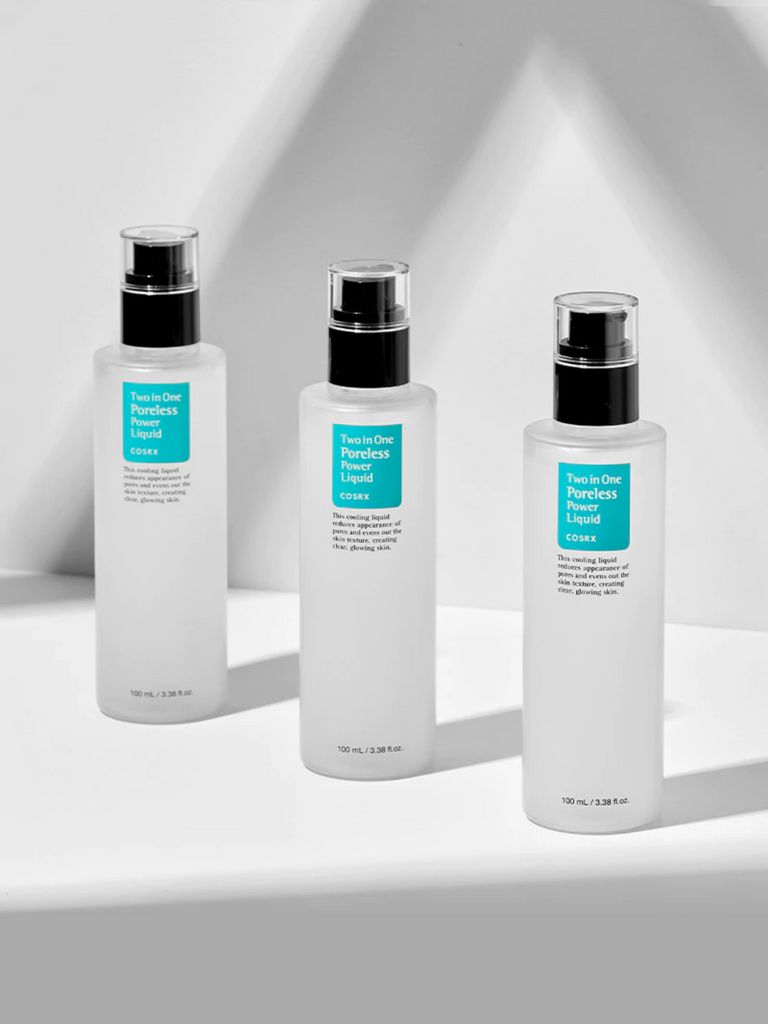 Two in One
Poreless
Power
Liquid
COSRX
This cooling liquid
reduces appearance of
pores and evens out the
skin texture, creating
clear, glowing skin.
100 mL / 3.38 fl.oz.
Two in One
Poreless
Power
Liquid
COSRX
This cooling liquid
reduces appearance of
pores and evens out the
skin texture, creating
clear, glowing skin.
100 mL / 3.38 fl.oz.
Two in One
Poreless
Power
Liquid
COSRX
This cooling liquid
reduces appearance of
pores and evens out the
skin texture, creating
clear, glowing skin.
100 mL / 3.38 fl.oz.